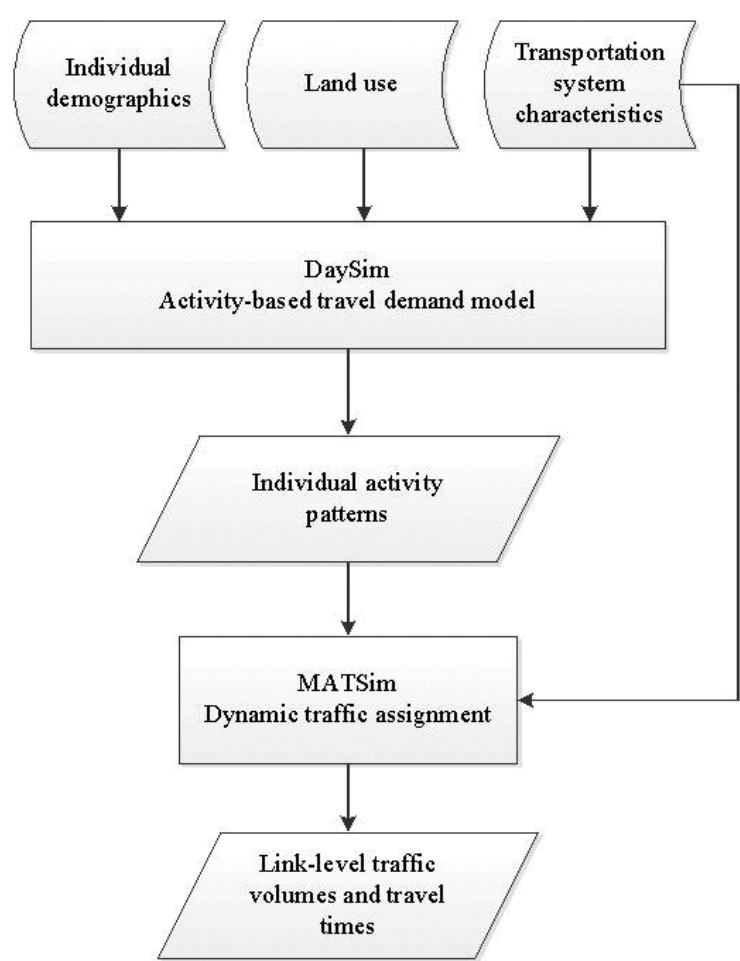 Individual
demographics
Land use
Transportation
system
characteristics
DaySim
Activity-based travel demand model
Individual activity
patterns
MATSim
Dynamic traffic assignment
Link-level traffic
volumes and travel
times